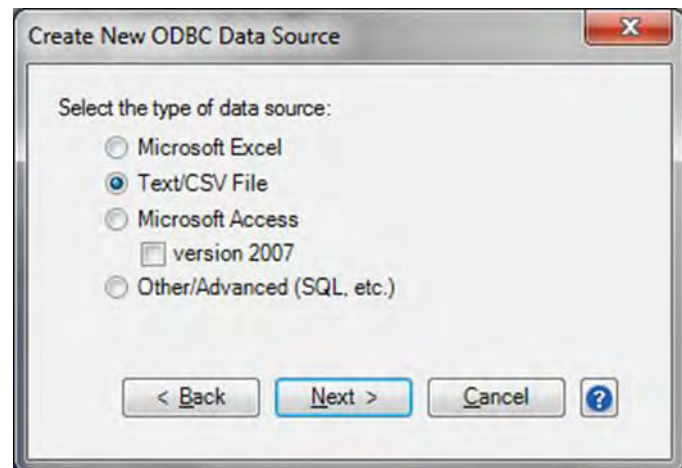 Create New ODBC Data Source
Select the type of data source:
Microsoft Excel
Text/CSV File
Microsoft Access
version 2007
Other/Advanced (SQL, etc.)
< Back Next > Cancel ?